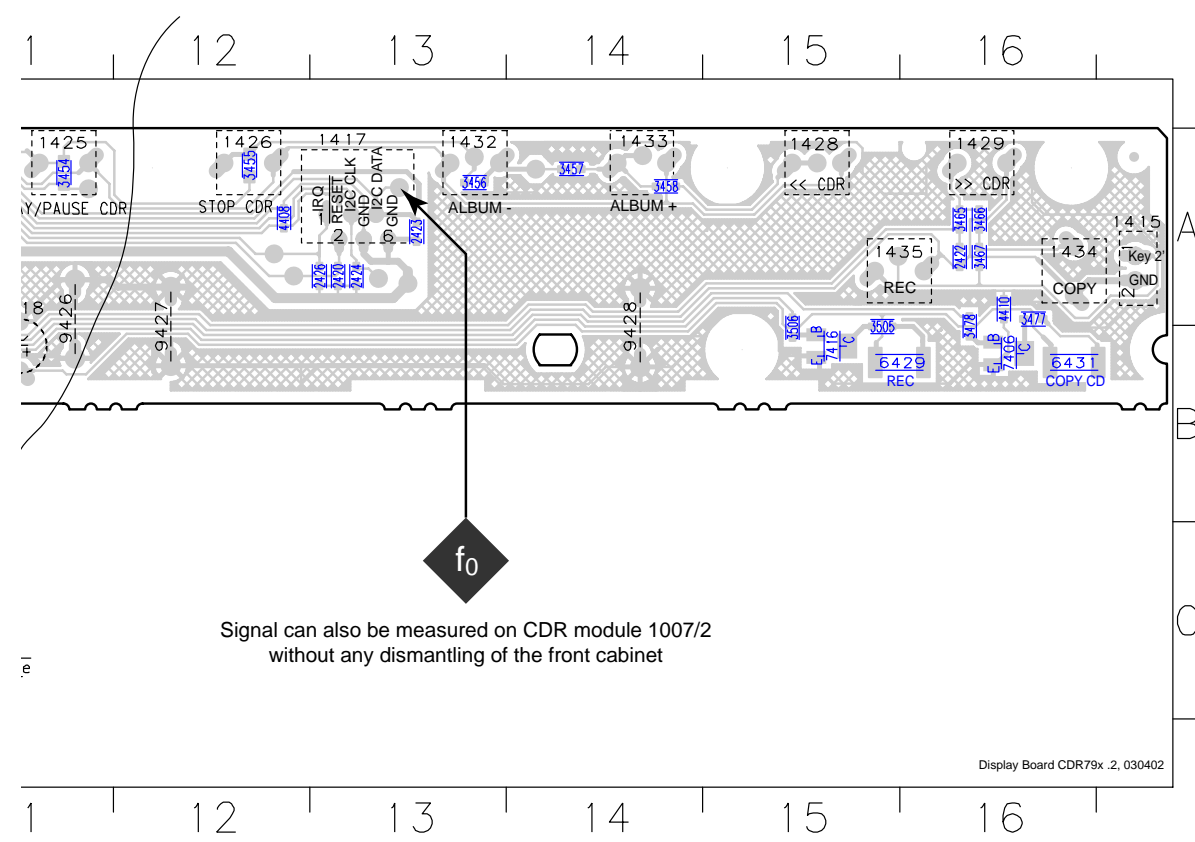 1 12 13 14 15 16
1425 1426 1417 1432 1433 1428 1429
3454 3455 3456 3457 3458
-IRQ
RESET
I2C CLK
GND
I2C DATA
GND
1 2 6
Y/PAUSE CDR STOP CDR ALBUM - ALBUM + << CDR >> CDR
4408 2423 3465 3466 1415
A
2422 3467
1435 1434 1 Key 2'
REC COPY 2 GND
2426 2420 2424
18 9426 9427 9428
3506 3505 3478 4410 3477
E B C 7416 E B C 7406
6429 6431
REC COPY CD
B
f0
Signal can also be measured on CDR module 1007/2
without any dismantling of the front cabinet
C
e
Display Board CDR79x .2, 030402
1 12 13 14 15 16